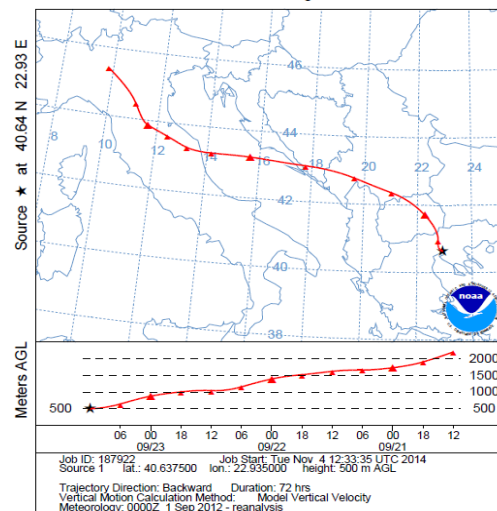 Source ★ at 40.64 N 22.93 E
46
44
8
10
12
14
16
18
20
22
24
42
40
38
noaa
Meters AGL
2000
1500
1000
500
500
06 00 18 12 06 00 18 12 06 00 18 12
09/23 09/22 09/21
Job ID: 187922 Job Start: Tue Nov 4 12:33:35 UTC 2014
Source 1 lat.: 40.637500 lon.: 22.935000 height: 500 m AGL
Trajectory Direction: Backward Duration: 72 hrs
Vertical Motion Calculation Method: Model Vertical Velocity
Meteorology: 0000Z 1 Sep 2012 - reanalysis